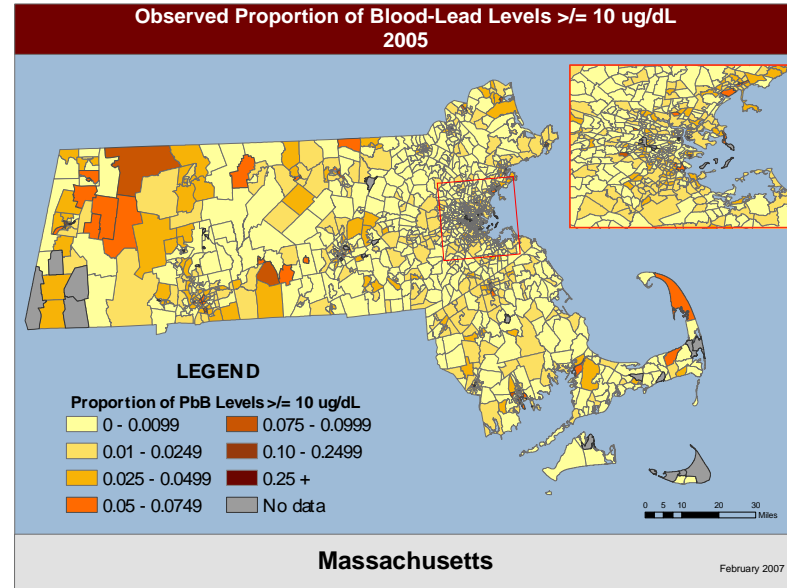 Observed Proportion of Blood-Lead Levels >/= 10 ug/dL
2005
LEGEND
Proportion of PbB Levels >/= 10 ug/dL
0 - 0.0099
0.01 - 0.0249
0.025 - 0.0499
0.05 - 0.0749
0.075 - 0.0999
0.10 - 0.2499
0.25 +
No data
0 5 10 20 30
Miles
Massachusetts
February 2007